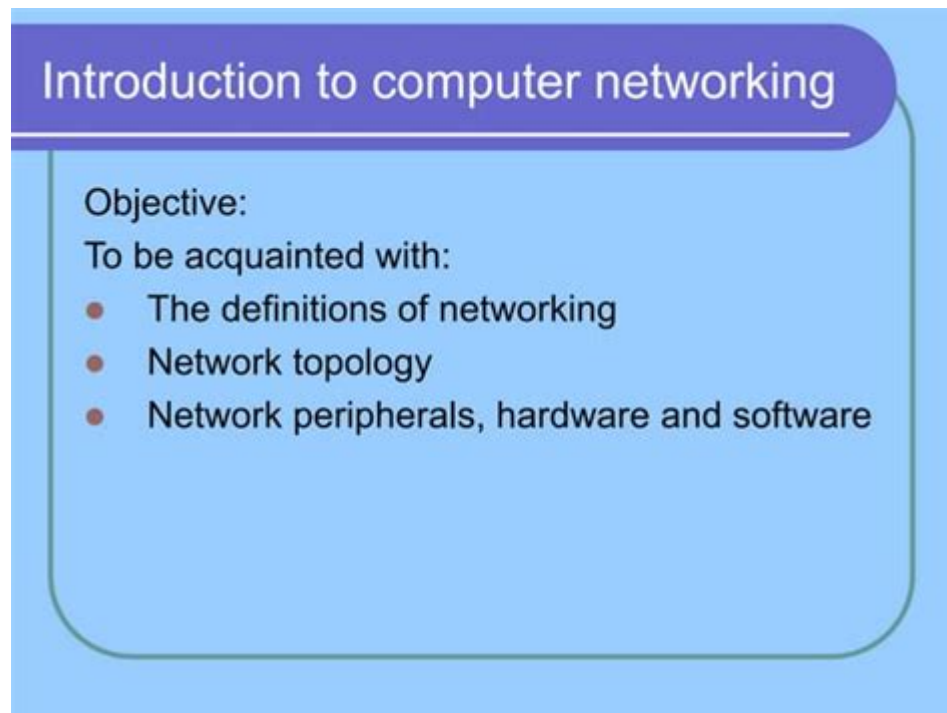 Introduction to computer networking
Objective:
To be acquainted with:
● The definitions of networking
● Network topology
● Network peripherals, hardware and software